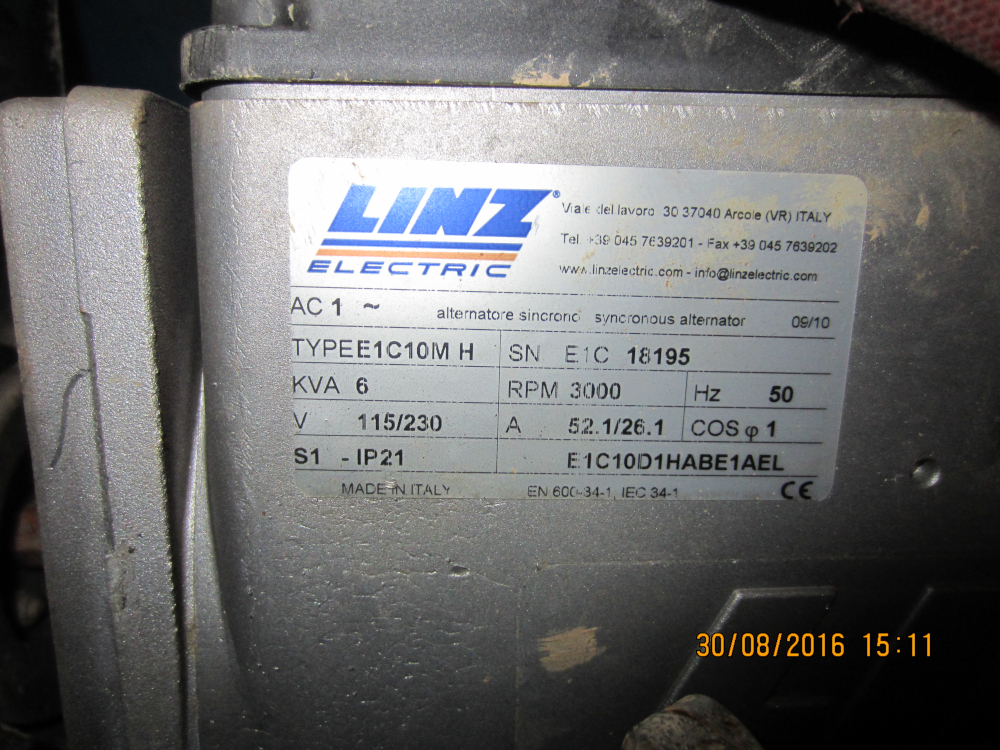 LINZ®
ELECTRIC
Viale del lavoro 30 37040 Arcole (VR) ITALY
Tel. +39 045 7639201 - Fax +39 045 7639202
www.linzelectric.com - info@linzelectric.com
AC 1 ~ alternatore sincrono syncronous alternator 09/10
TYPE E1C10M H SN E1C 18195
KVA 6 RPM 3000 Hz 50
V 115/230 A 52.1/26.1 COS φ 1
S1 - IP21 E1C10D1HABE1AEL
MADE IN ITALY EN 60034-1, IEC 34-1 CE
30/08/2016 15:11